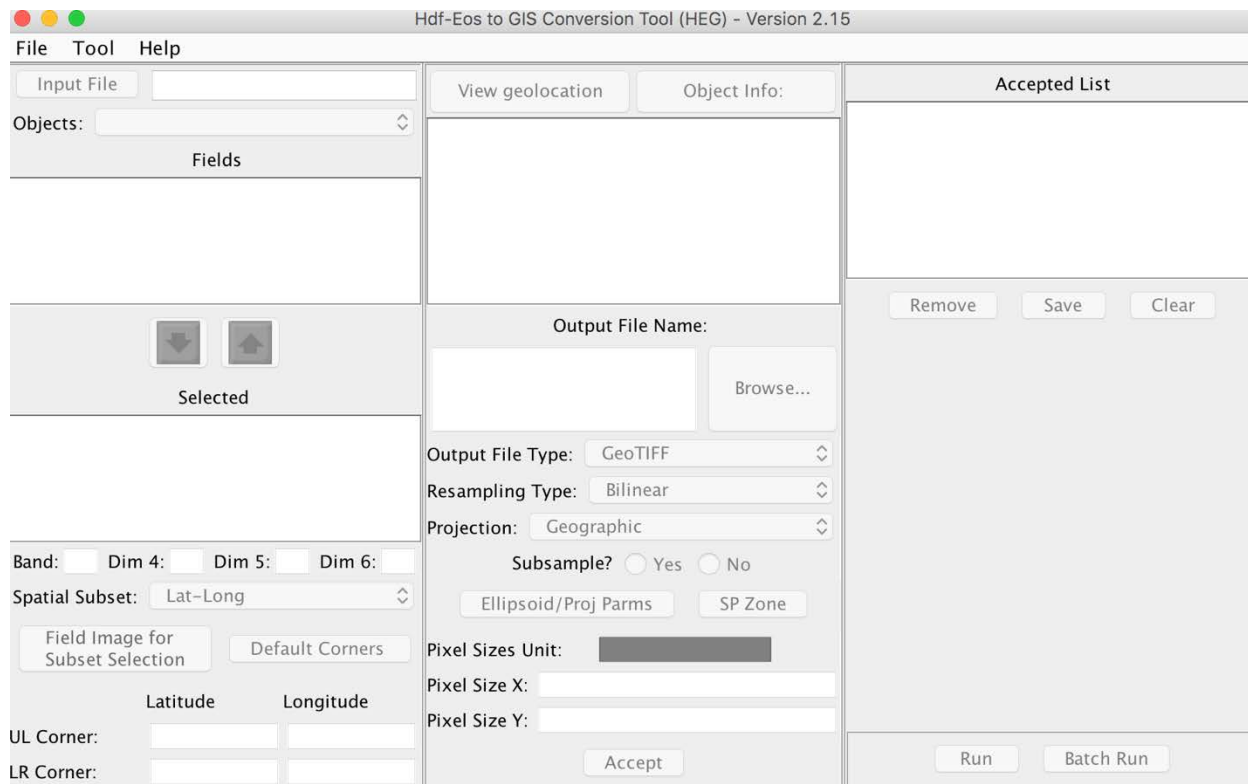 Hdf-Eos to GIS Conversion Tool (HEG) - Version 2.15
File Tool Help
Input File
Objects:
Fields
Selected
Band: Dim 4: Dim 5: Dim 6:
Spatial Subset: Lat-Long
Field Image for
Subset Selection
Default Corners
Latitude Longitude
UL Corner:
LR Corner:
View geolocation Object Info:
Output File Name:
Browse...
Output File Type: GeoTIFF
Resampling Type: Bilinear
Projection: Geographic
Subsample? Yes No
Ellipsoid/Proj Parms SP Zone
Pixel Sizes Unit:
Pixel Size X:
Pixel Size Y:
Accept
Accepted List
Remove Save Clear
Run Batch Run